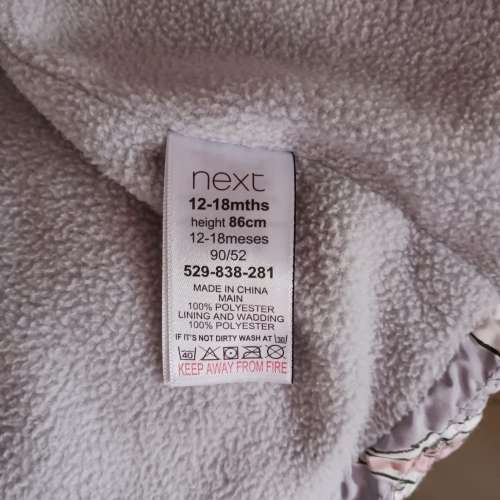 next
12-18mths
height 86cm
12-18meses
90/52
529-838-281
MADE IN CHINA
MAIN
100% POLYESTER
LINING AND WADDING
100% POLYESTER
IF IT'S NOT DIRTY WASH AT 30
40
KEEP AWAY FROM FIRE